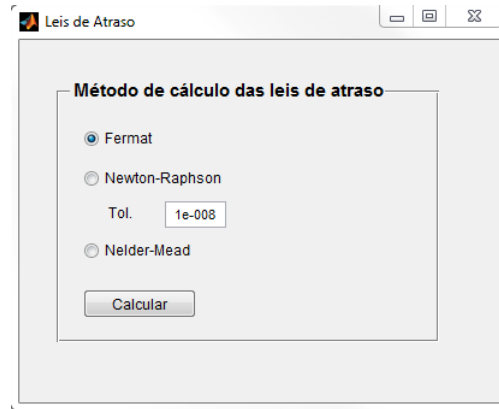 Leis de Atraso
Método de cálculo das leis de atraso
Fermat
Newton-Raphson
Tol. 1e-008
Nelder-Mead
Calcular